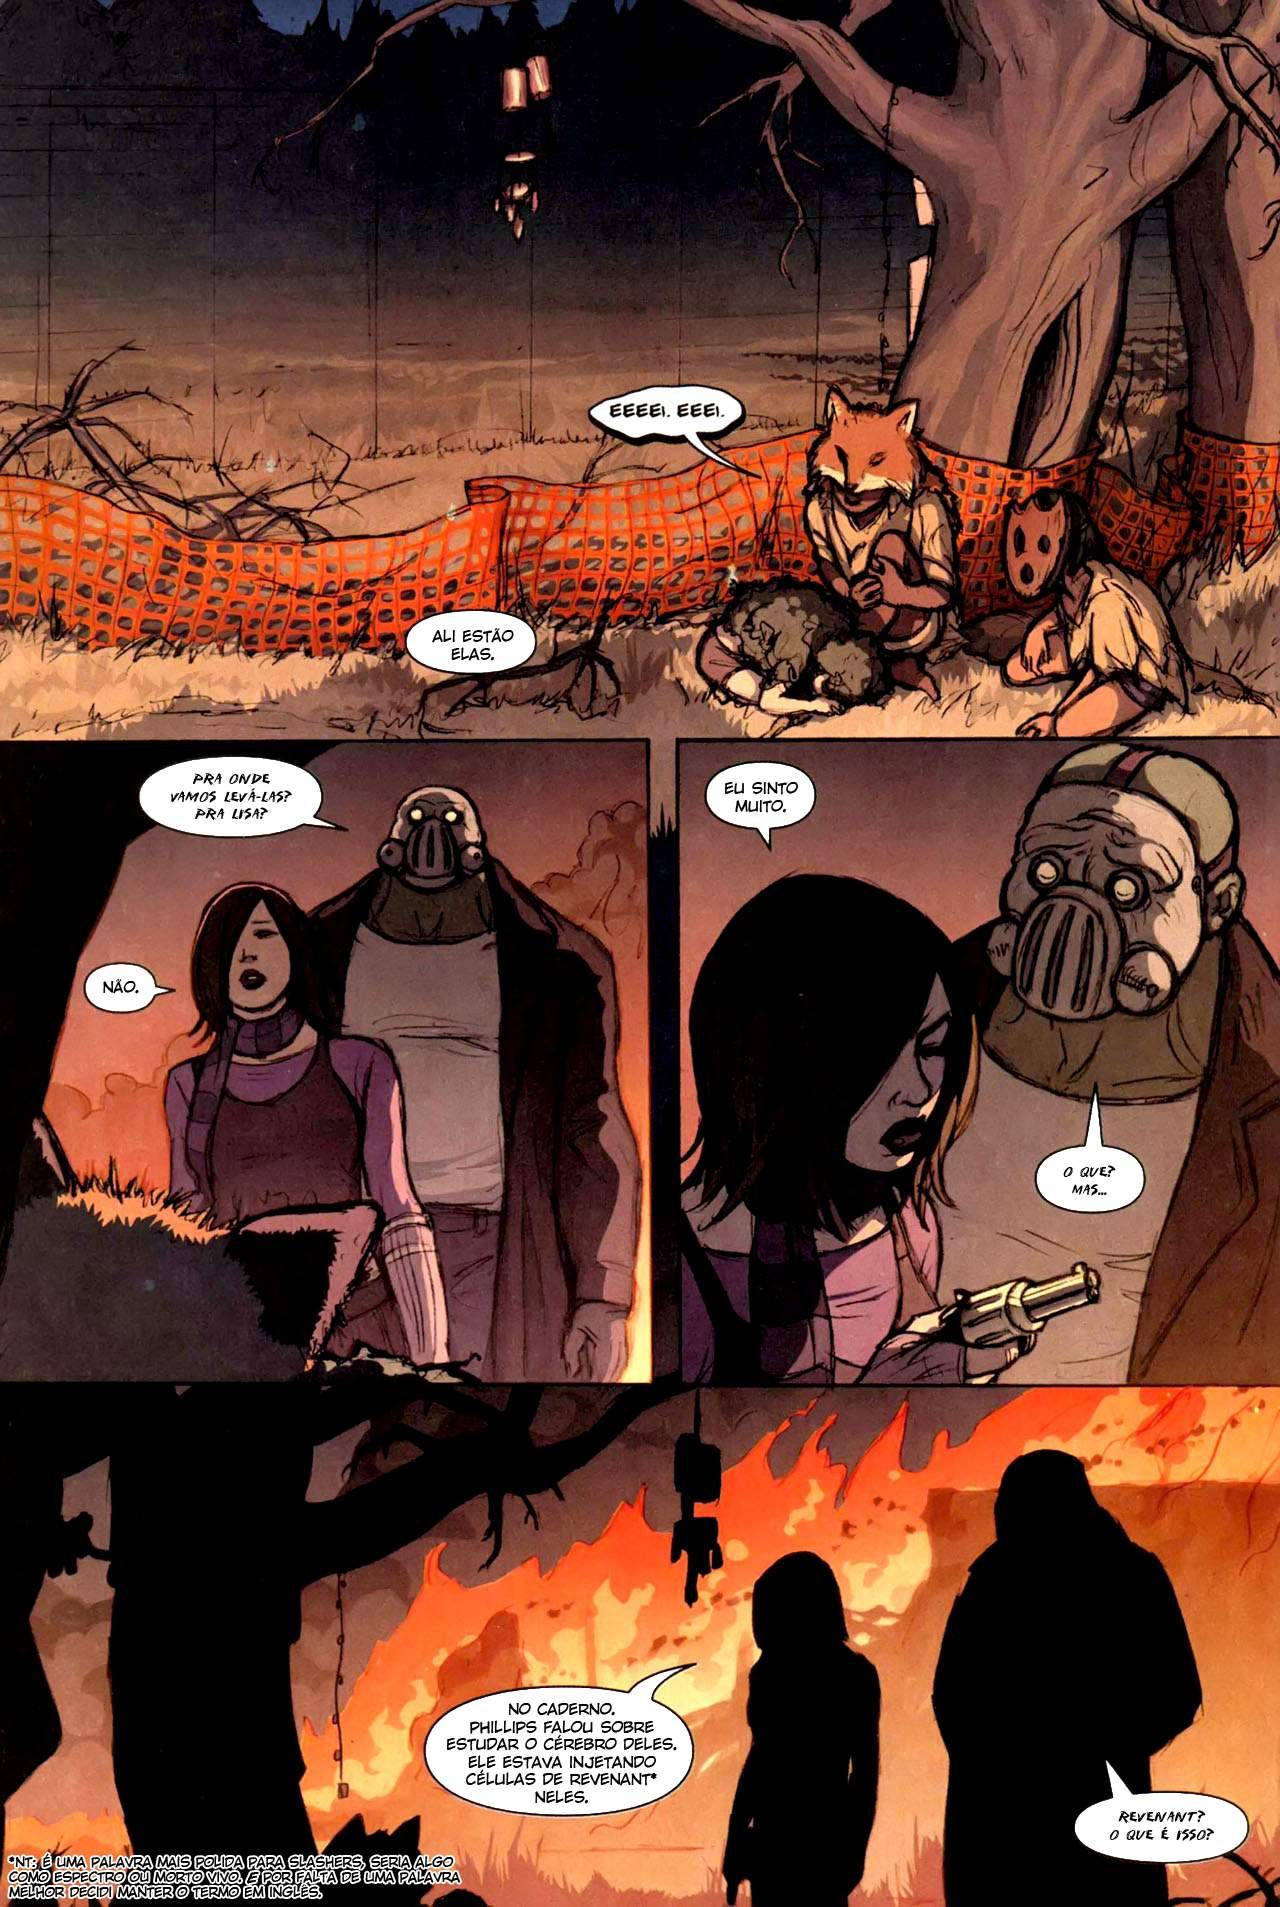 EEEEI. EEEI.
ALI ESTÃO
ELAS.
PRA ONDE
VAMOS LEVÁ-LAS?
PRA LISA?
NÃO.
EU SINTO
MUITO.
O QUE?
MAS...
NO CADERNO.
PHILLIPS FALOU SOBRE
ESTUDAR O CÉREBRO DELES.
ELE ESTAVA INJETANDO
CÉLULAS DE REVENANT*
NELES.
REVENANT?
O QUE É ISSO?
*NT: É UMA PALAVRA MAIS POLIDA PARA SLASHERS, SERIA ALGO
COMO ESPECTRO OU MORTO VIVO. E POR FALTA DE UMA PALAVRA
MELHOR DECIDI MANTER O TERMO EM INGLÊS.